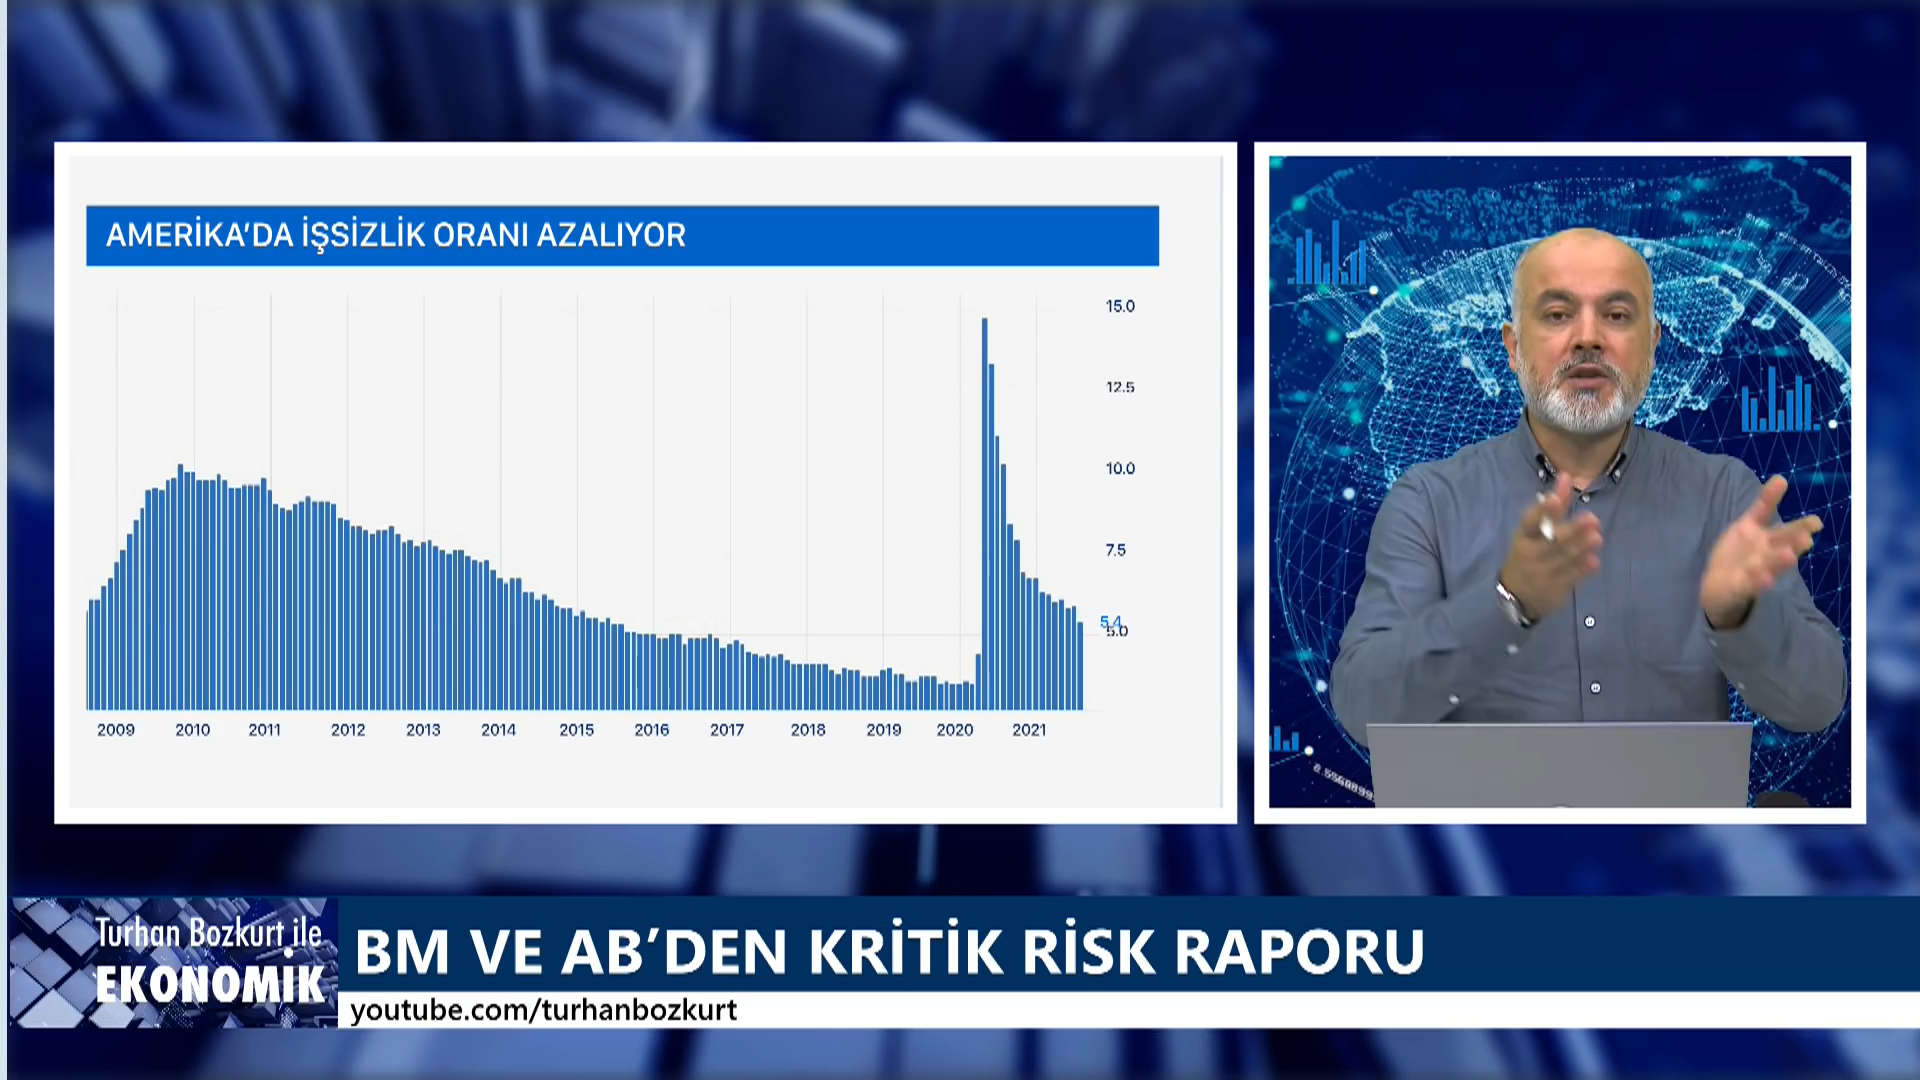 AMERİKA'DA İŞSİZLİK ORANI AZALIYOR
15.0
12.5
10.0
7.5
5.4
5.0
2009 2010 2011 2012 2013 2014 2015 2016 2017 2018 2019 2020 2021
Turhan Bozkurt ile
EKONOMİK
BM VE AB'DEN KRİTİK RİSK RAPORU
youtube.com/turhanbozkurt